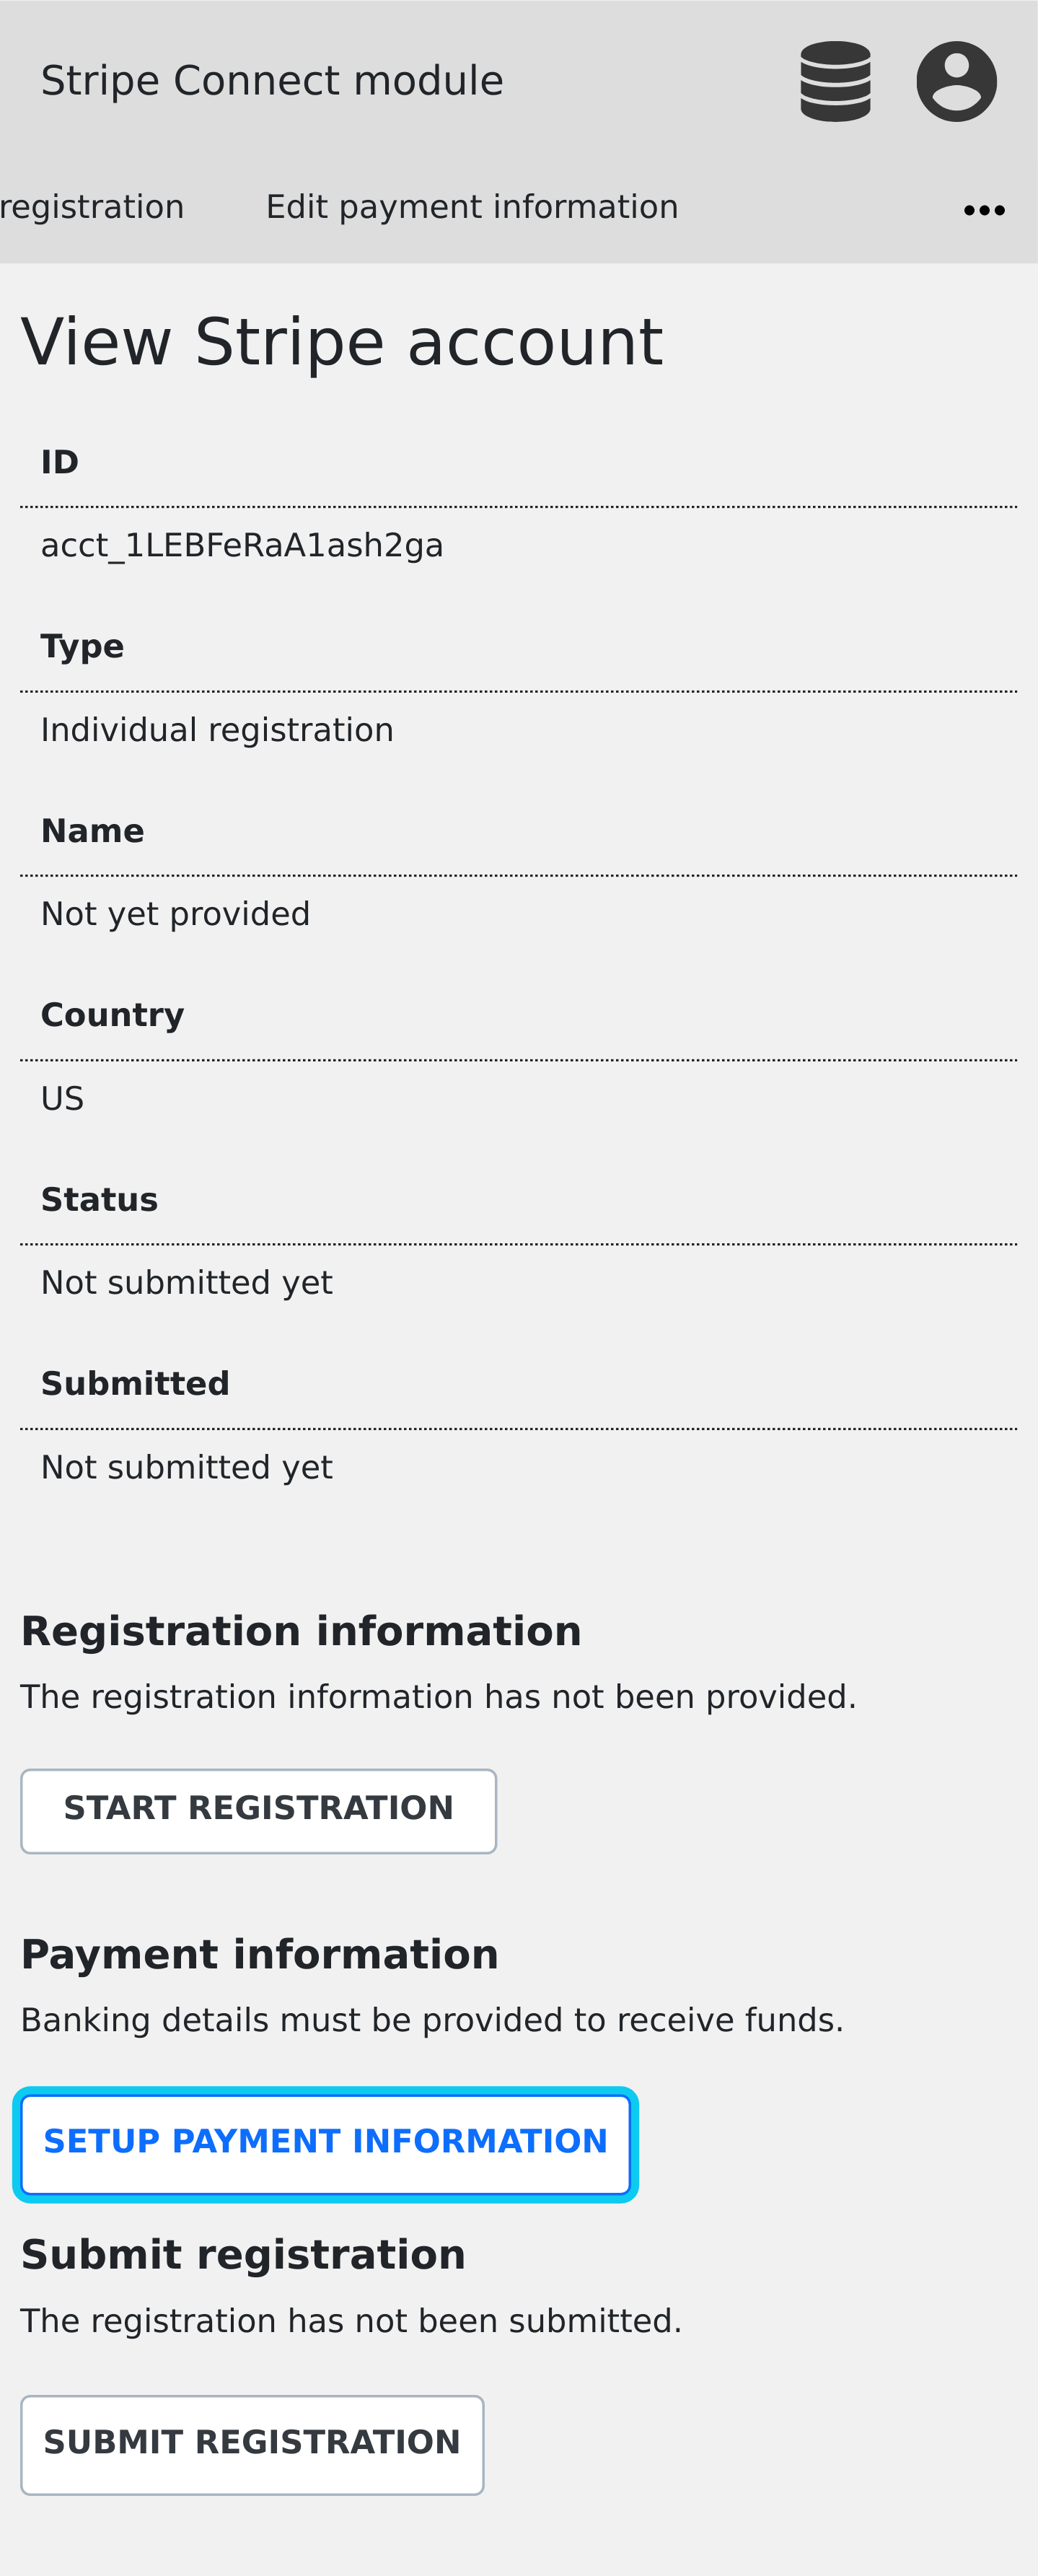 Stripe Connect module
registration Edit payment information
View Stripe account
ID
acct_1LEBFeRaA1ash2ga
Type
Individual registration
Name
Not yet provided
Country
US
Status
Not submitted yet
Submitted
Not submitted yet
Registration information
The registration information has not been provided.
START REGISTRATION
Payment information
Banking details must be provided to receive funds.
SETUP PAYMENT INFORMATION
Submit registration
The registration has not been submitted.
SUBMIT REGISTRATION